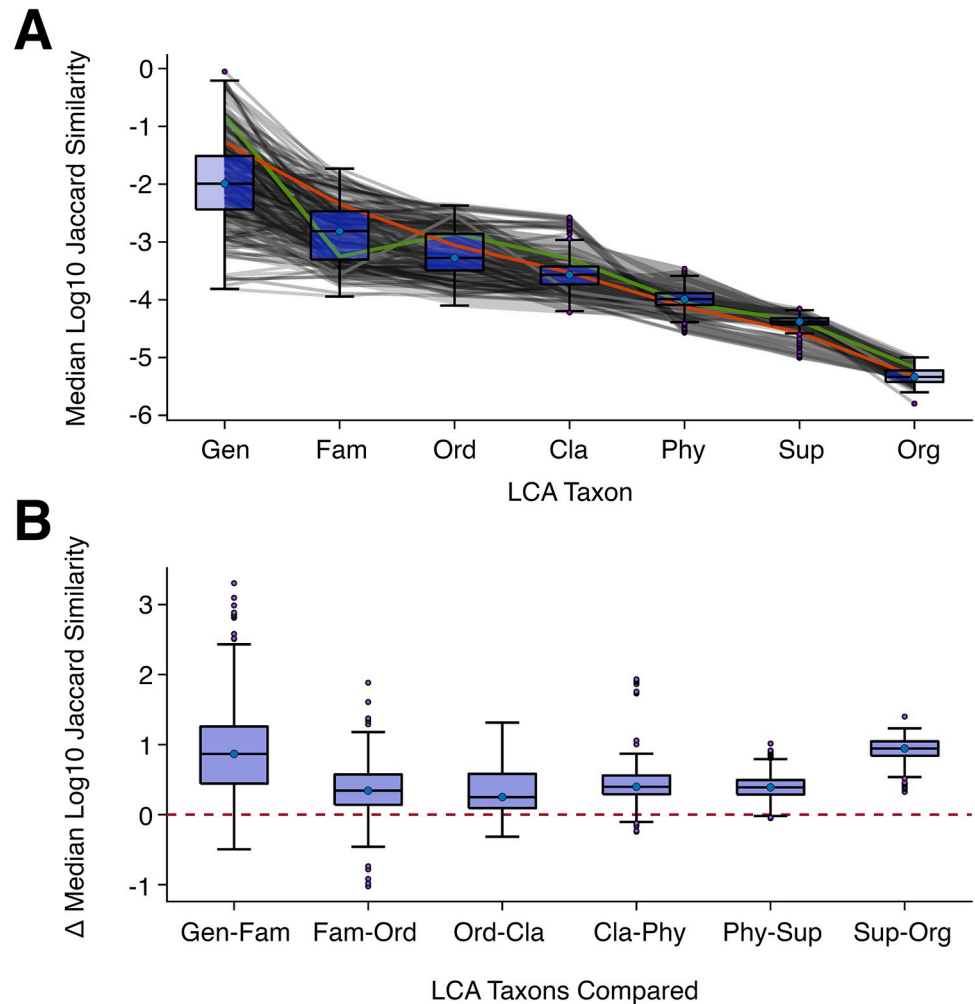 A
Median Log10 Jaccard Similarity
0
-1
-2
-3
-4
-5
-6
Gen Fam Ord Cla Phy Sup Org
LCA Taxon
B
Δ Median Log10 Jaccard Similarity
3
2
1
0
-1
Gen-Fam Fam-Ord Ord-Cla Cla-Phy Phy-Sup Sup-Org
LCA Taxons Compared